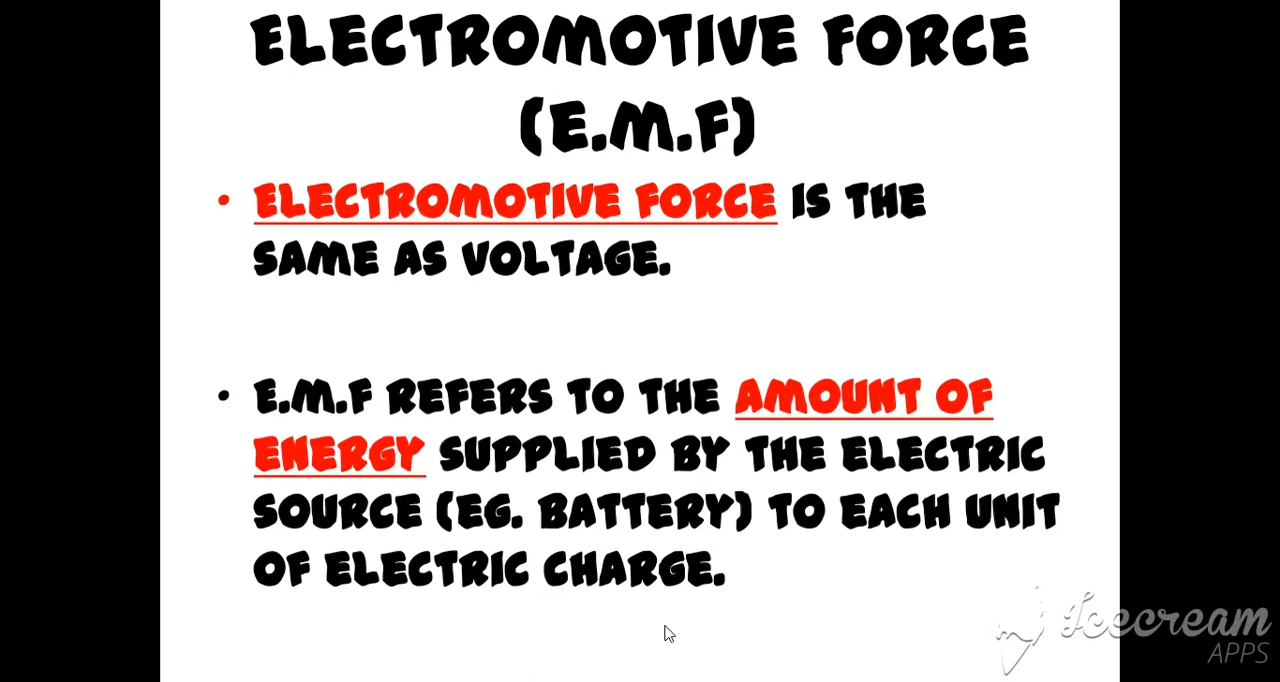 ELECTROMOTIVE FORCE
(E.M.F)
• ELECTROMOTIVE FORCE IS THE
SAME AS VOLTAGE.
• E.M.F REFERS TO THE AMOUNT OF
ENERGY SUPPLIED BY THE ELECTRIC
SOURCE (EG. BATTERY) TO EACH UNIT
OF ELECTRIC CHARGE.
Icecream
APPS